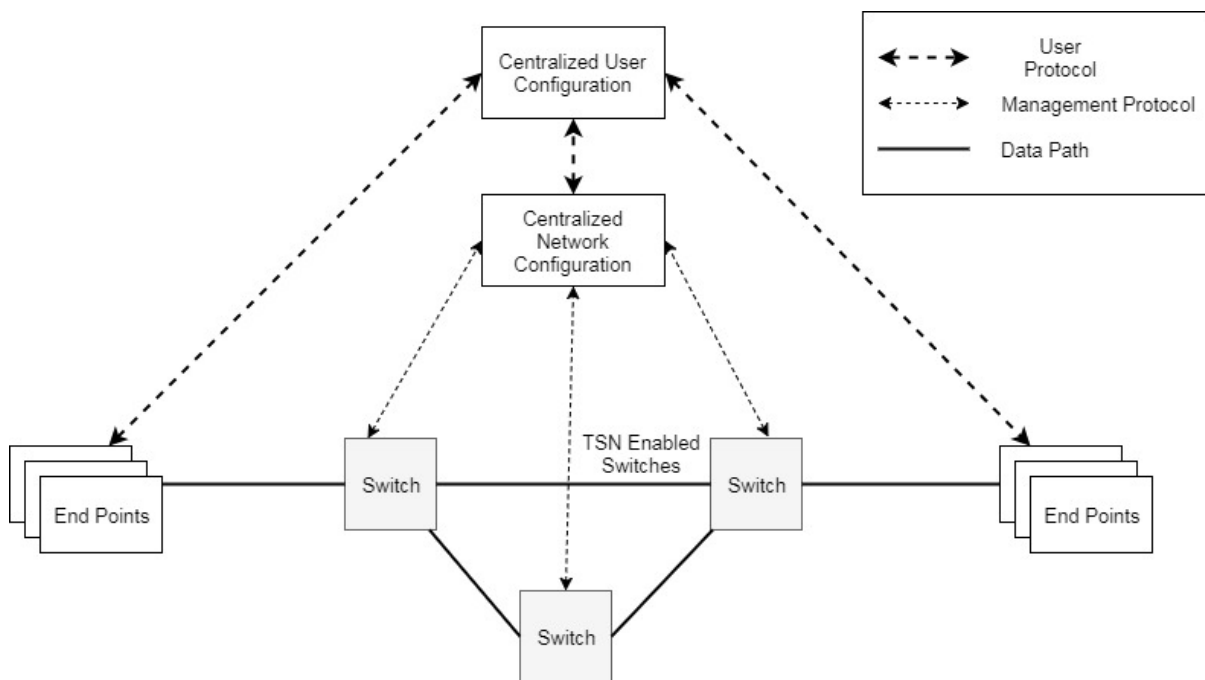 Centralized User
Configuration
User
Protocol
Management Protocol
Data Path
Centralized
Network
Configuration
TSN Enabled
Switches
End Points
Switch
Switch
End Points
Switch